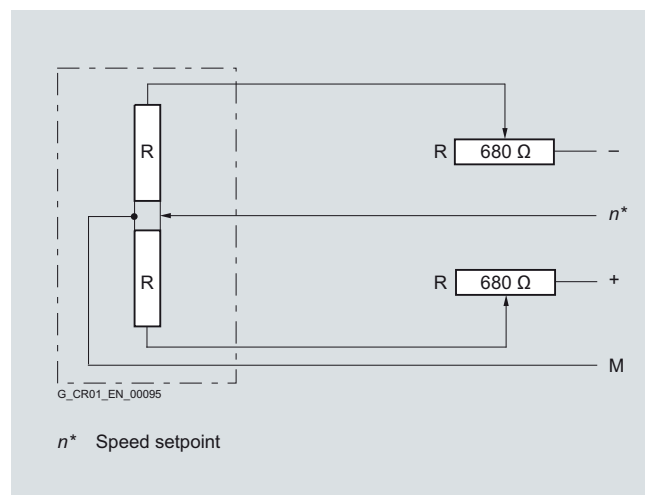 R
R 680 Ω –
n*
R
R 680 Ω +
M
G_CR01_EN_00095
n* Speed setpoint